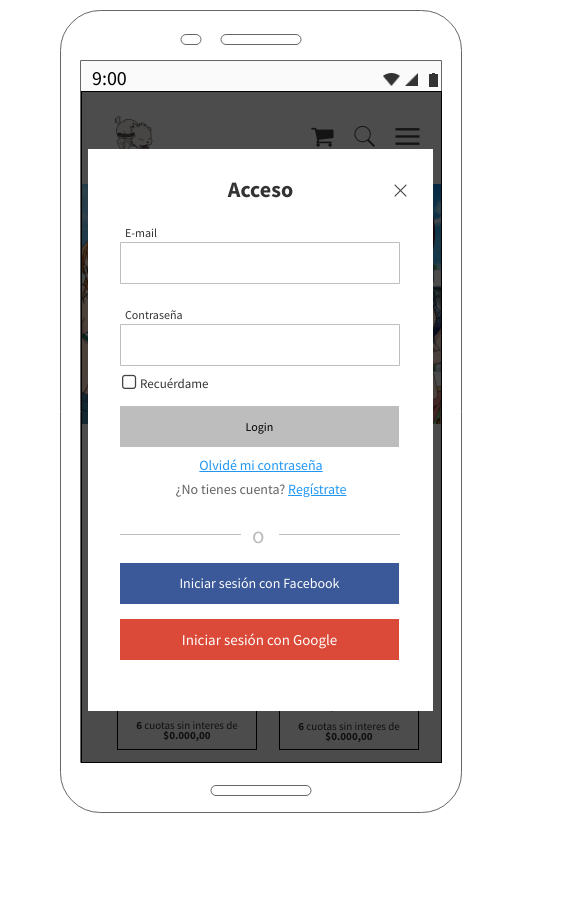 9:00
Acceso
E-mail
Contraseña
Recuérdame
Login
Olvidé mi contraseña
¿No tienes cuenta? Regístrate
O
Iniciar sesión con Facebook
Iniciar sesión con Google
6 cuotas sin interes de
$0.000,00
6 cuotas sin interes de
$0.000,00